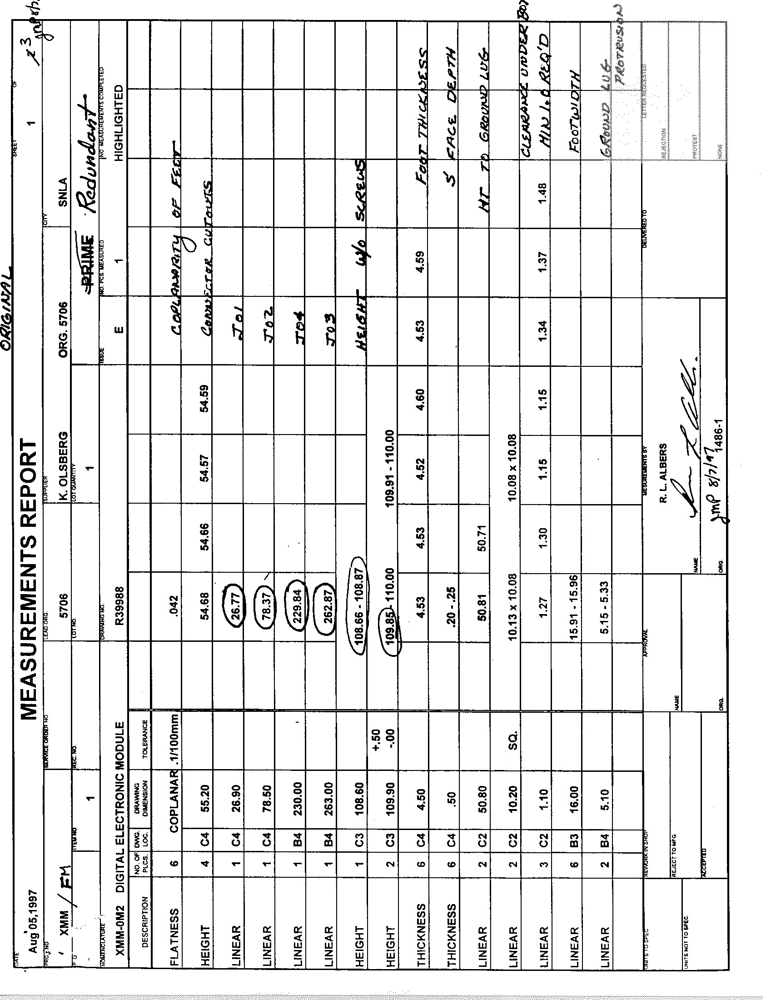 ORIGINAL
MEASUREMENTS REPORT
DATE Aug 05,1997 SHEET 1 OF 3
PROJ NO XMM / FM SERVICE ORDER NO LEAD ORG. 5706 SUPPLIER K. OLSBERG ORG. 5706 CITY SNLA
P O ITEM NO. 1 REC. NO. LOT NO. LOT QUANTITY 1 PRIME Redundant
NOMENCLATURE XMM-0M2 DIGITAL ELECTRONIC MODULE DRAWING NO. R39988 ISSUE E NO. PCS. MEASURED 1 NO MEASUREMENTS COMPLETED HIGHLIGHTED
DESCRIPTION NO. OF PLCS. DWG. LOC. DRAWING DIMENSION TOLERANCE
FLATNESS 6 COPLANAR .1/100mm .042 COPLANARITY OF FEET
HEIGHT 4 C4 55.20 54.68 54.66 54.57 54.59 CONNECTOR CUTOUTS
LINEAR 1 C4 26.90 26.77 J01
LINEAR 1 C4 78.50 78.37 J02
LINEAR 1 B4 230.00 229.84 J04
LINEAR 1 B4 263.00 262.87 J03
HEIGHT 1 C3 108.60 108.66 - 108.87 HEIGHT W/O SCREWS
HEIGHT 2 C3 109.90 +.50 -.00 109.85 - 110.00 109.91 - 110.00
THICKNESS 6 C4 4.50 4.53 4.53 4.52 4.60 4.53 4.59 FOOT THICKNESS
THICKNESS 6 C4 .50 .20 - .25 S FACE DEPTH
LINEAR 2 C2 50.80 50.81 50.71 HT TO GROUND LUG
LINEAR 2 C2 10.20 SQ. 10.13 x 10.08 10.08 x 10.08
LINEAR 3 C2 1.10 1.27 1.30 1.15 1.15 1.34 1.37 1.48 CLEARANCE UNDER BOX MIN 1.0 REQ'D
LINEAR 6 B3 16.00 15.91 - 15.96 FOOTWIDTH
LINEAR 2 B4 5.10 5.15 - 5.33 GROUND LUG PROTRUSION
UNITS TO SPEC. REWORK IN SHOP APPROVAL MESUREMENTS BY DELIVERED TO
R. L. ALBERS
REJECT TO MFG. NAME REJECTION
UNITS NOT TO SPEC. NAME PROTEST
ACCEPTED ORG. ORG. JMP 8/7/97 1486-1 NONE